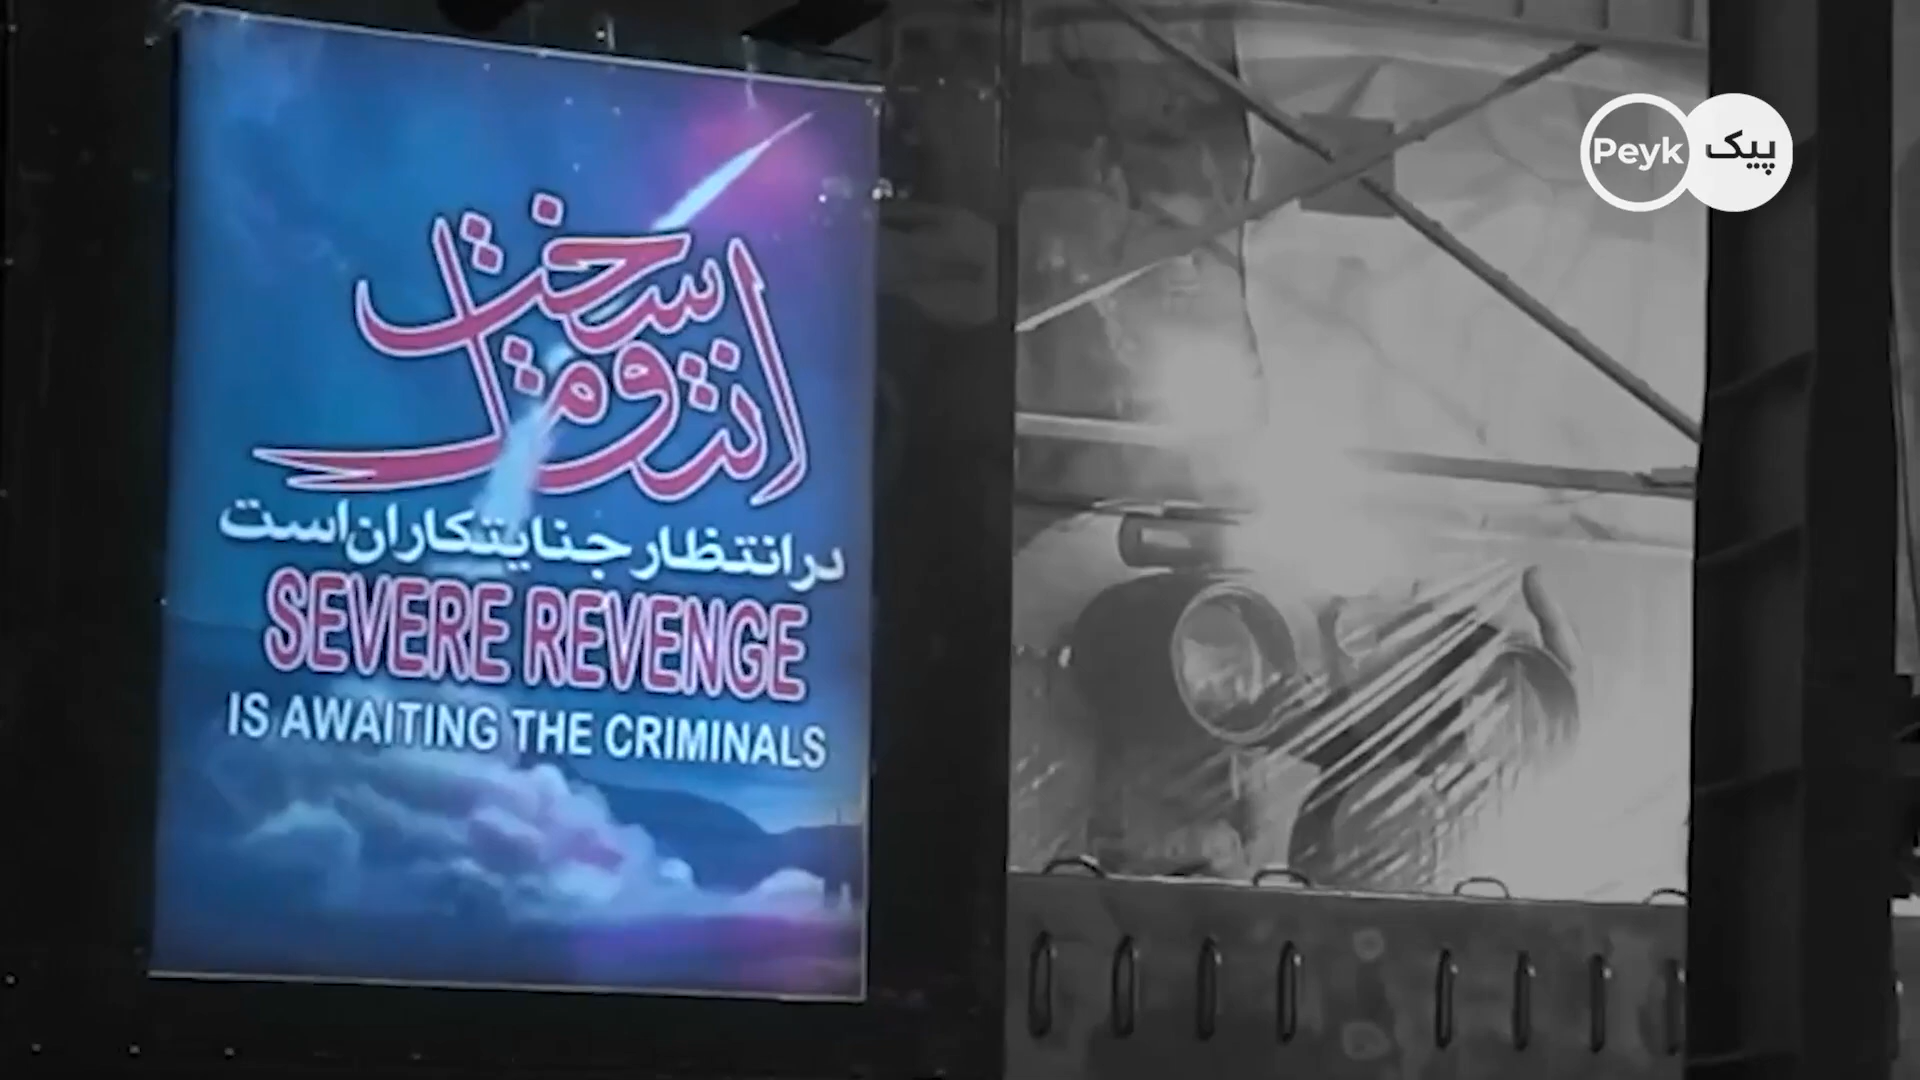 انتقام سخت
در انتظار جنایتکاران است
SEVERE REVENGE
IS AWAITING THE CRIMINALS
Peyk پیک